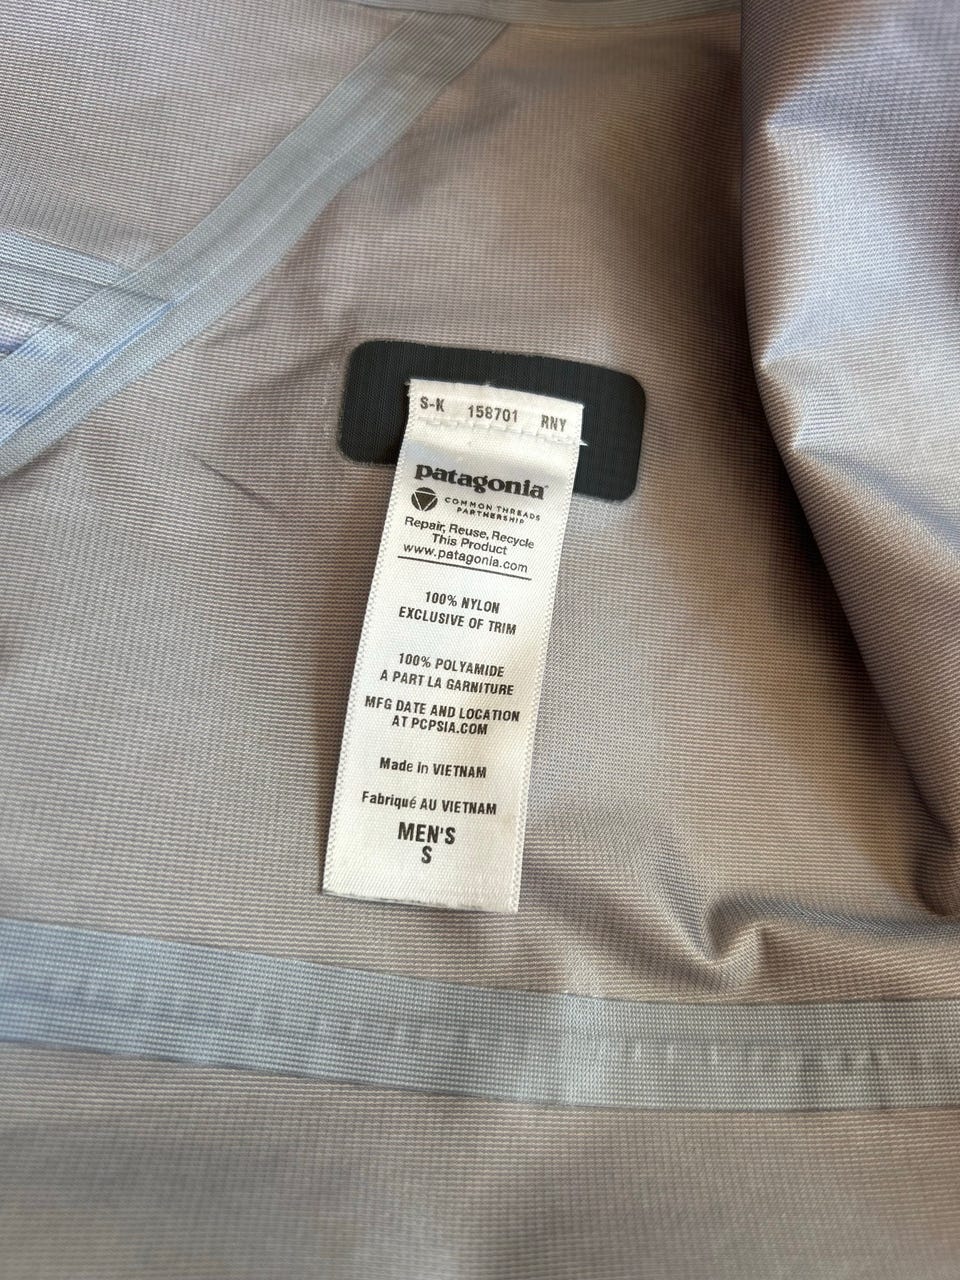 S-K 158701 RNY
patagonia®
COMMON THREADS
PARTNERSHIP
Repair, Reuse, Recycle
This Product
www.patagonia.com
100% NYLON
EXCLUSIVE OF TRIM
100% POLYAMIDE
A PART LA GARNITURE
MFG DATE AND LOCATION
AT PCPSIA.COM
Made in VIETNAM
Fabriqué AU VIETNAM
MEN'S
S